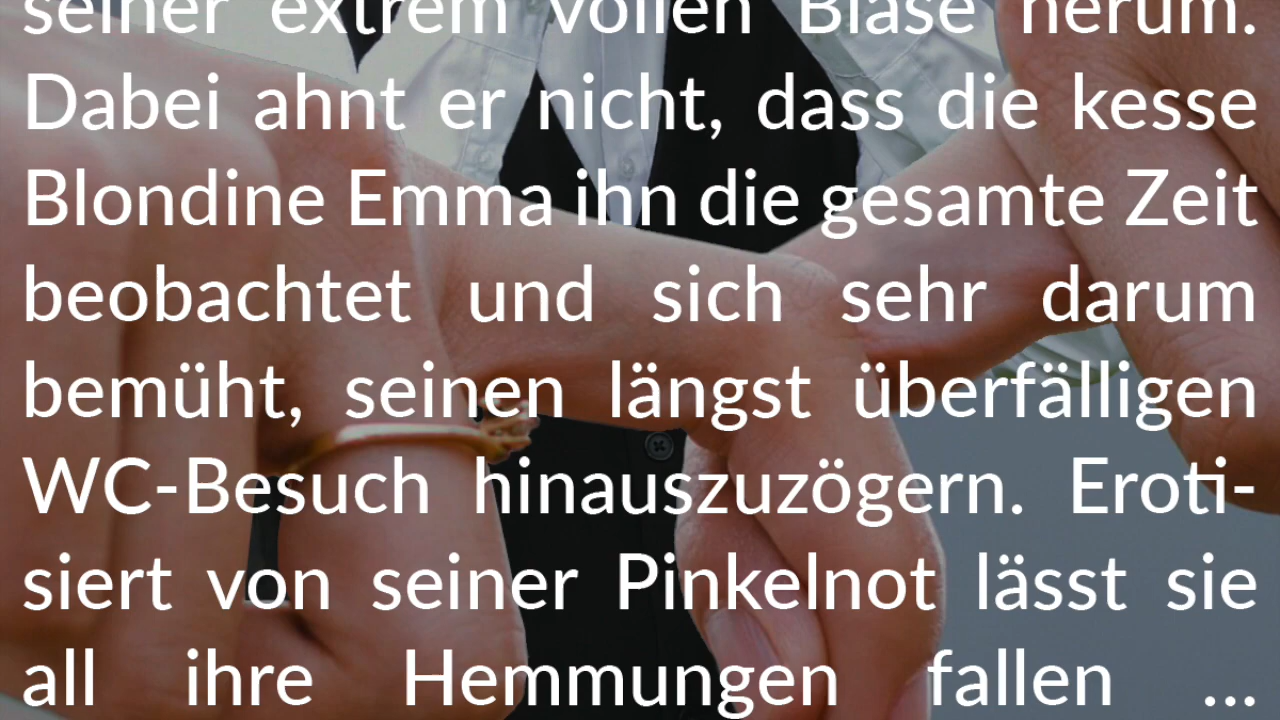 seiner extrem vollen Blase herum.
Dabei ahnt er nicht, dass die kesse
Blondine Emma ihn die gesamte Zeit
beobachtet und sich sehr darum
bemüht, seinen längst überfälligen
WC-Besuch hinauszuzögern. Eroti-
siert von seiner Pinkelnot lässt sie
all ihre Hemmungen fallen ...